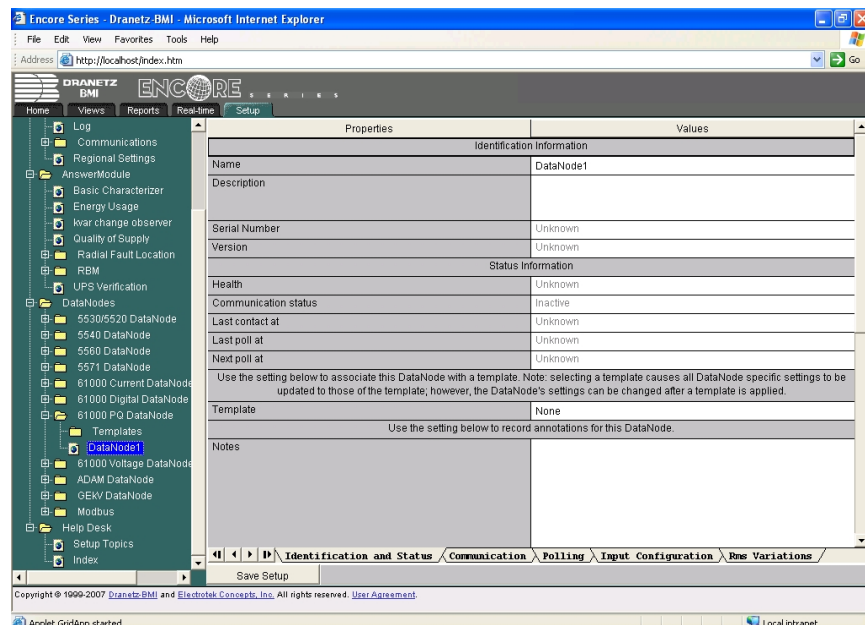 Encore Series - Dranetz-BMI - Microsoft Internet Explorer
File Edit View Favorites Tools Help
Address http://localhost/index.htm Go
DRANETZ BMI ENCORE SERIES
Home Views Reports Real-time Setup
Log
Communications
Regional Settings
AnswerModule
Basic Characterizer
Energy Usage
kvar change observer
Quality of Supply
Radial Fault Location
RBM
UPS Verification
DataNodes
5530/5520 DataNode
5540 DataNode
5560 DataNode
5571 DataNode
61000 Current DataNode
61000 Digital DataNode
61000 PQ DataNode
Templates
DataNode1
61000 Voltage DataNode
ADAM DataNode
GEkV DataNode
Modbus
Help Desk
Setup Topics
Index
Properties Values
Identification Information
Name DataNode1
Description
Serial Number Unknown
Version Unknown
Status Information
Health Unknown
Communication status Inactive
Last contact at Unknown
Last poll at Unknown
Next poll at Unknown
Use the setting below to associate this DataNode with a template. Note: selecting a template causes all DataNode specific settings to be
updated to those of the template; however, the DataNode's settings can be changed after a template is applied.
Template None
Use the setting below to record annotations for this DataNode.
Notes
Identification and Status Communication Polling Input Configuration Rms Variations
Save Setup
Copyright © 1999-2007 Dranetz-BMI and Electrotek Concepts, Inc. All rights reserved. User Agreement.
Applet GridApp started Local intranet